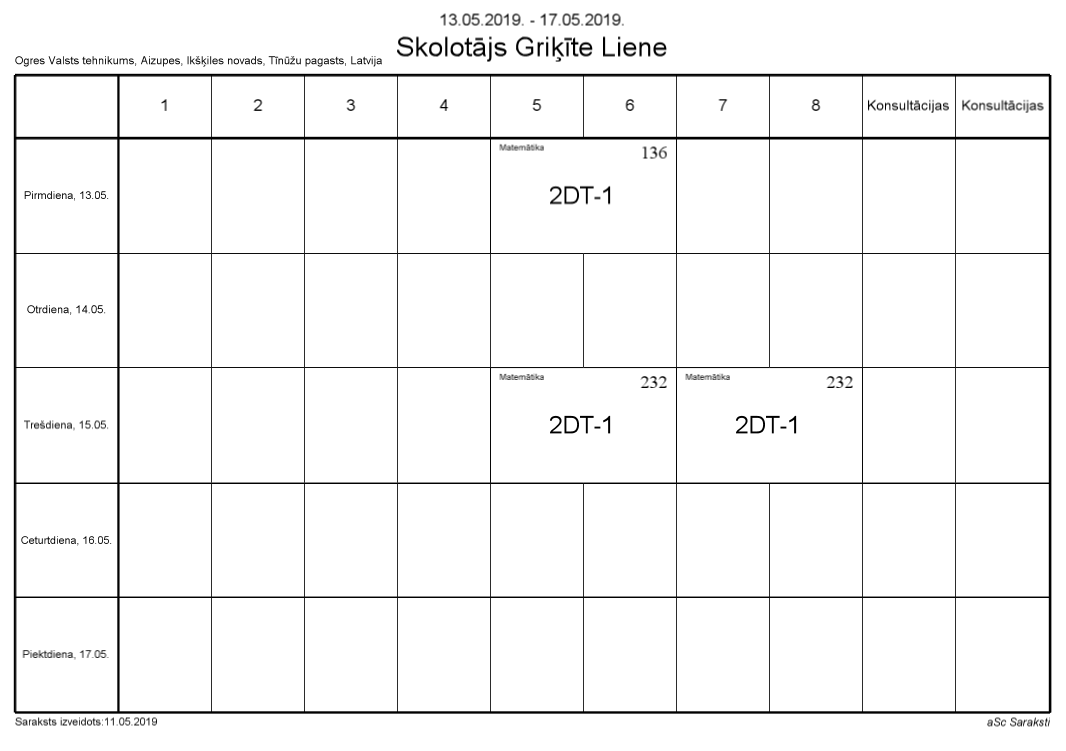 13.05.2019. - 17.05.2019.
Skolotājs Griķīte Liene
Ogres Valsts tehnikums, Aizupes, Ikšķiles novads, Tīnūžu pagasts, Latvija
1 2 3 4 5 6 7 8 Konsultācijas Konsultācijas
Matemātika 136
Pirmdiena, 13.05. 2DT-1
Otrdiena, 14.05.
Matemātika 232 Matemātika 232
Trešdiena, 15.05. 2DT-1 2DT-1
Ceturtdiena, 16.05.
Piektdiena, 17.05.
Saraksts izveidots:11.05.2019 aSc Saraksti